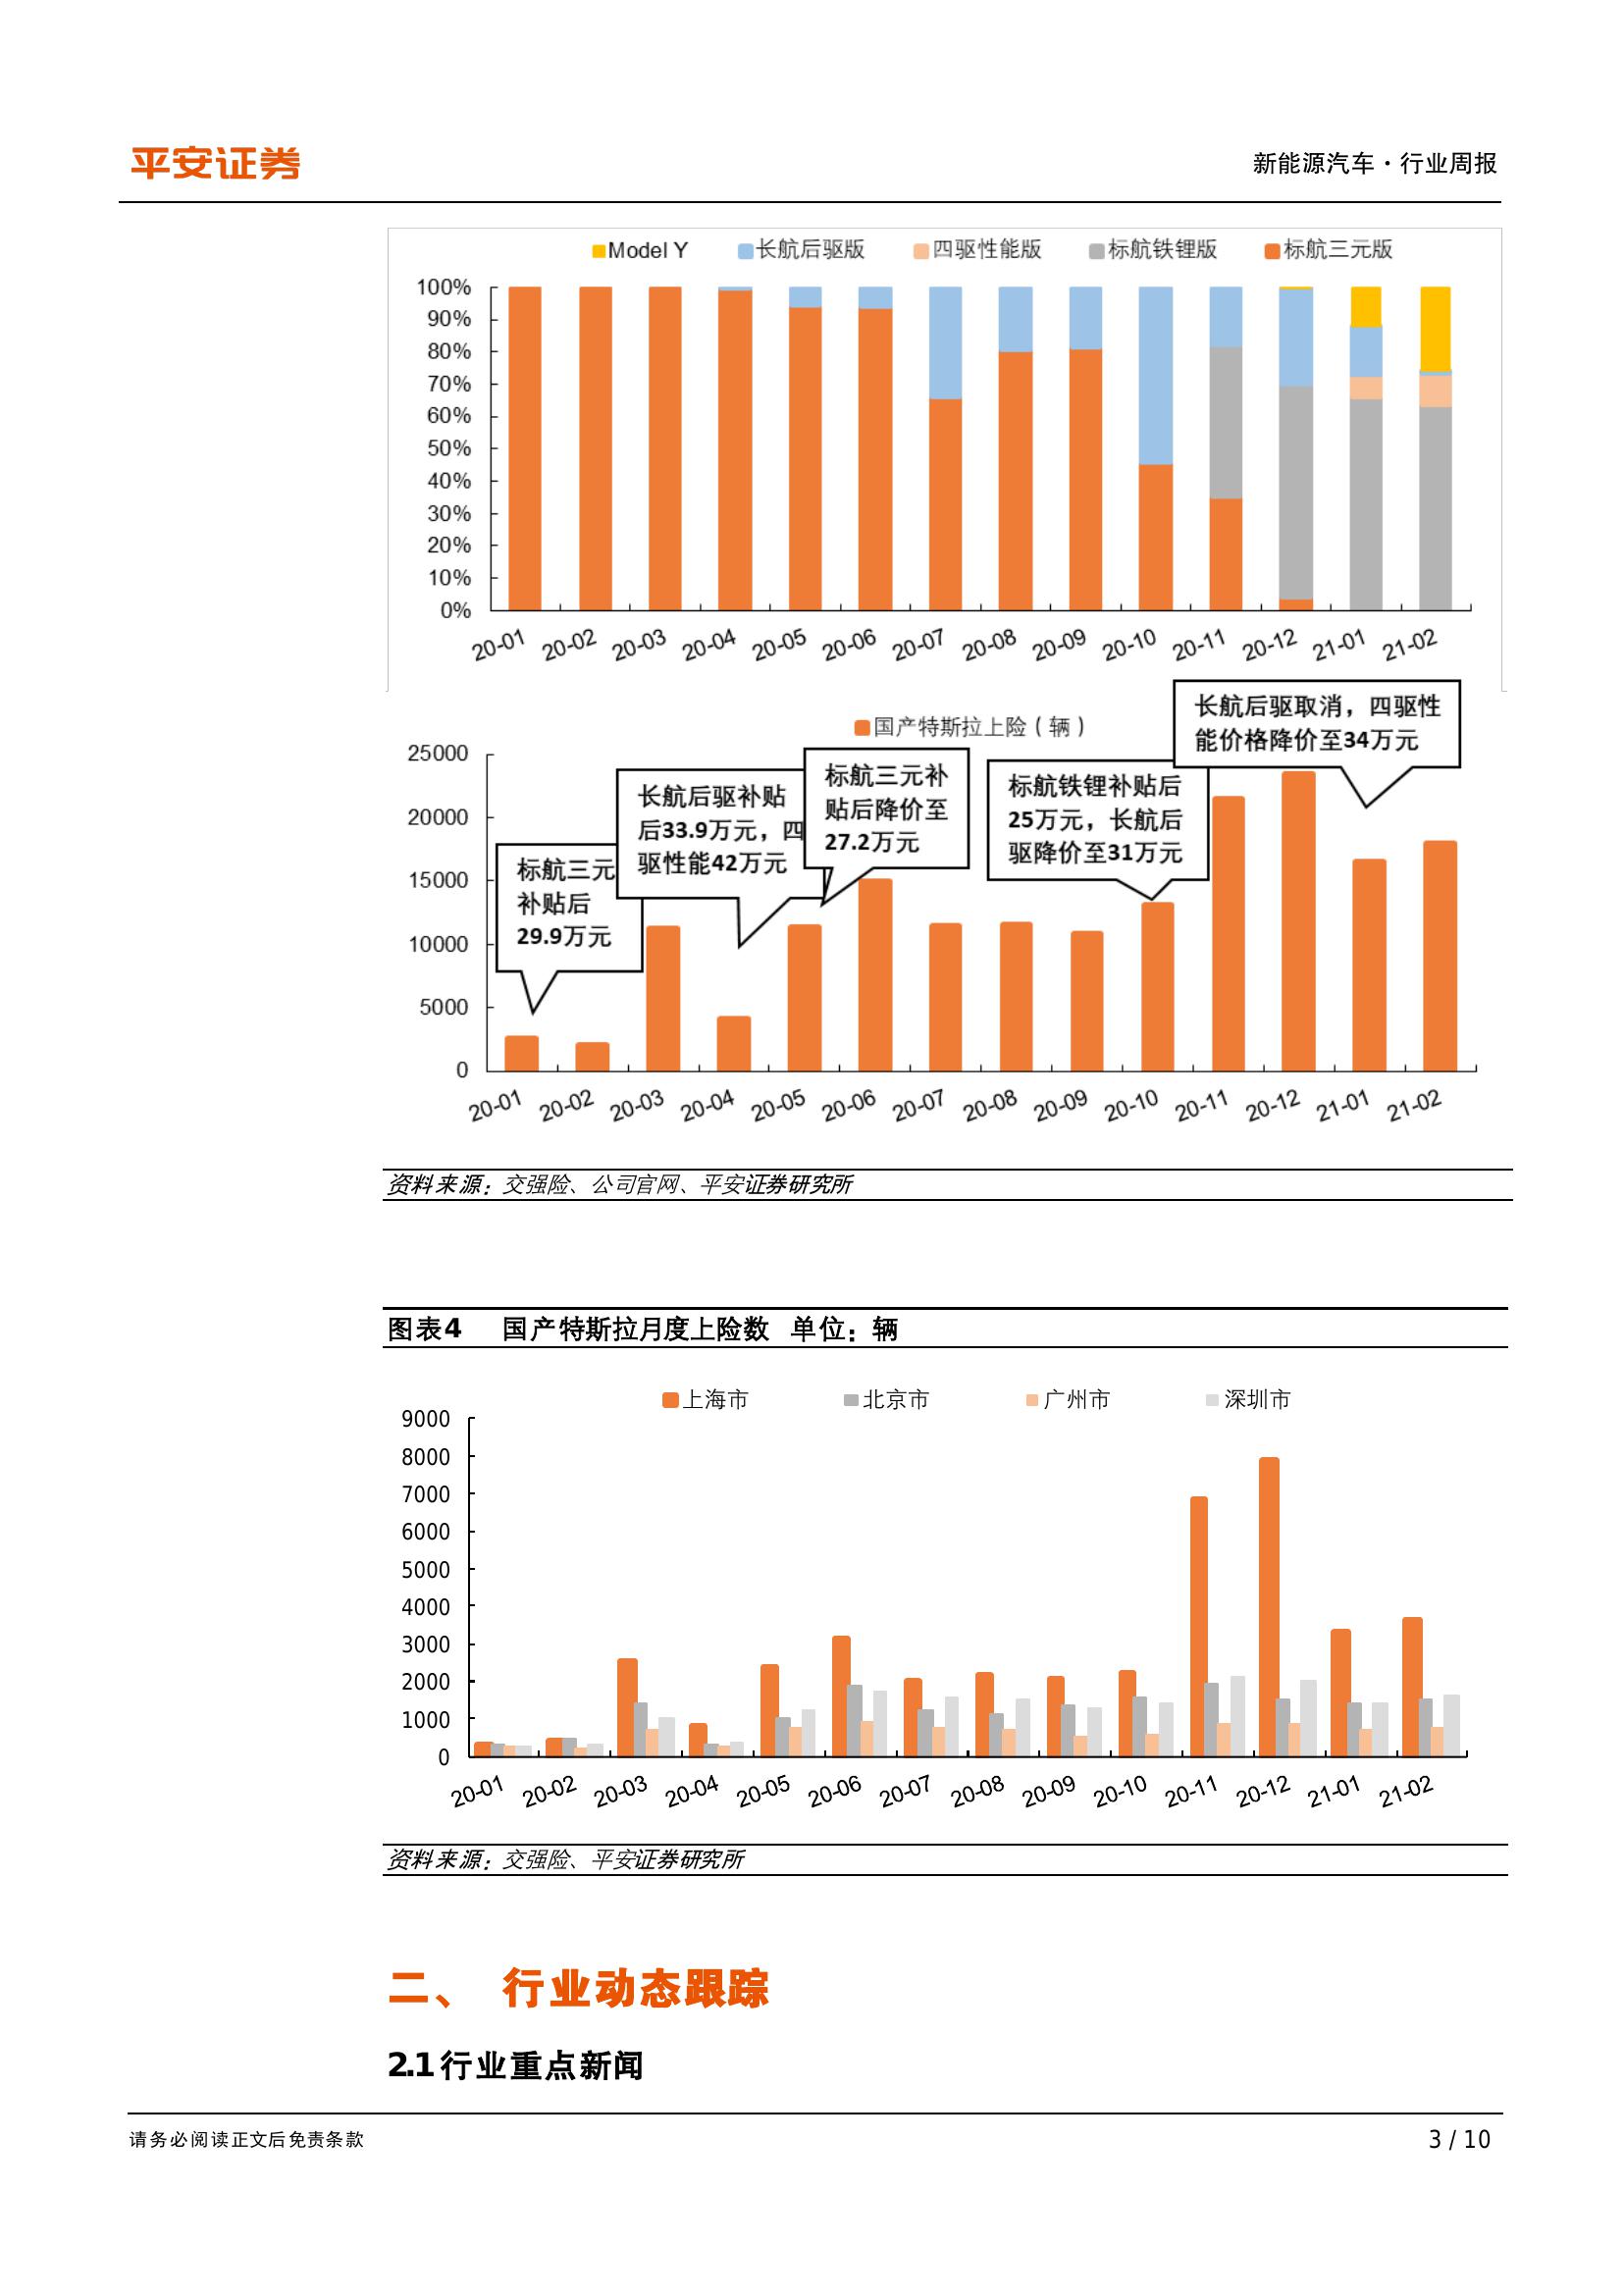 平安证券
新能源汽车·行业周报
Model Y 长航后驱版 四驱性能版 标航铁锂版 标航三元版
100%
90%
80%
70%
60%
50%
40%
30%
20%
10%
0%
20-01 20-02 20-03 20-04 20-05 20-06 20-07 20-08 20-09 20-10 20-11 20-12 21-01 21-02
长航后驱取消，四驱性
能价格降价至34万元
国产特斯拉上险（辆）
标航三元补
贴后降价至
27.2万元
标航铁锂补贴后
25万元，长航后
驱降价至31万元
长航后驱补贴
后33.9万元，四
驱性能42万元
标航三元
补贴后
29.9万元
25000
20000
15000
10000
5000
0
20-01 20-02 20-03 20-04 20-05 20-06 20-07 20-08 20-09 20-10 20-11 20-12 21-01 21-02
资料来源：交强险、公司官网、平安证券研究所
图表4 国产特斯拉月度上险数 单位：辆
上海市 北京市 广州市 深圳市
9000
8000
7000
6000
5000
4000
3000
2000
1000
0
20-01 20-02 20-03 20-04 20-05 20-06 20-07 20-08 20-09 20-10 20-11 20-12 21-01 21-02
资料来源：交强险、平安证券研究所
二、 行业动态跟踪
2.1 行业重点新闻
请务必阅读正文后免责条款
3 / 10